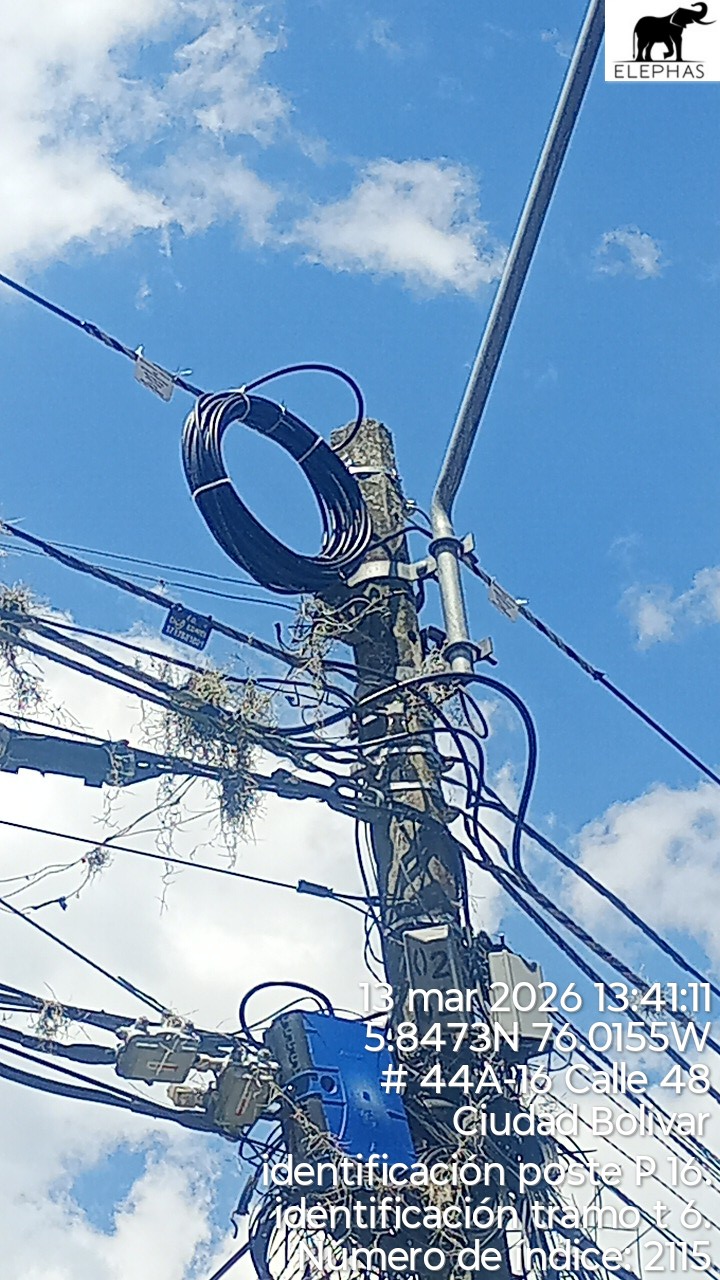 ELEPHAS
02
13 mar 2026 13:41:11
5.8473N 76.0155W
# 44A-16 Calle 48
Ciudad Bolivar
identificación poste P 16.
identificación tramo t 6.
Número de índice: 2115